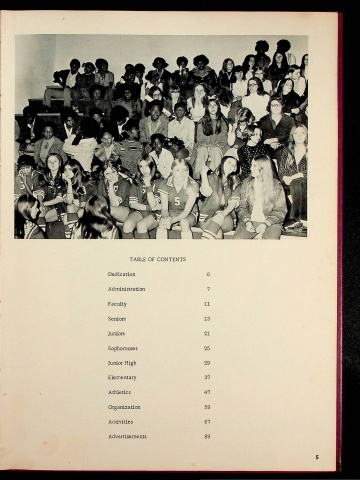 TABLE OF CONTENTS
Dedication 6
Administration 7
Faculty 11
Seniors 13
Juniors 21
Sophomores 25
Junior High 29
Elementary 37
Athletics 47
Organization 59
Activities 67
Advertisements 89
5